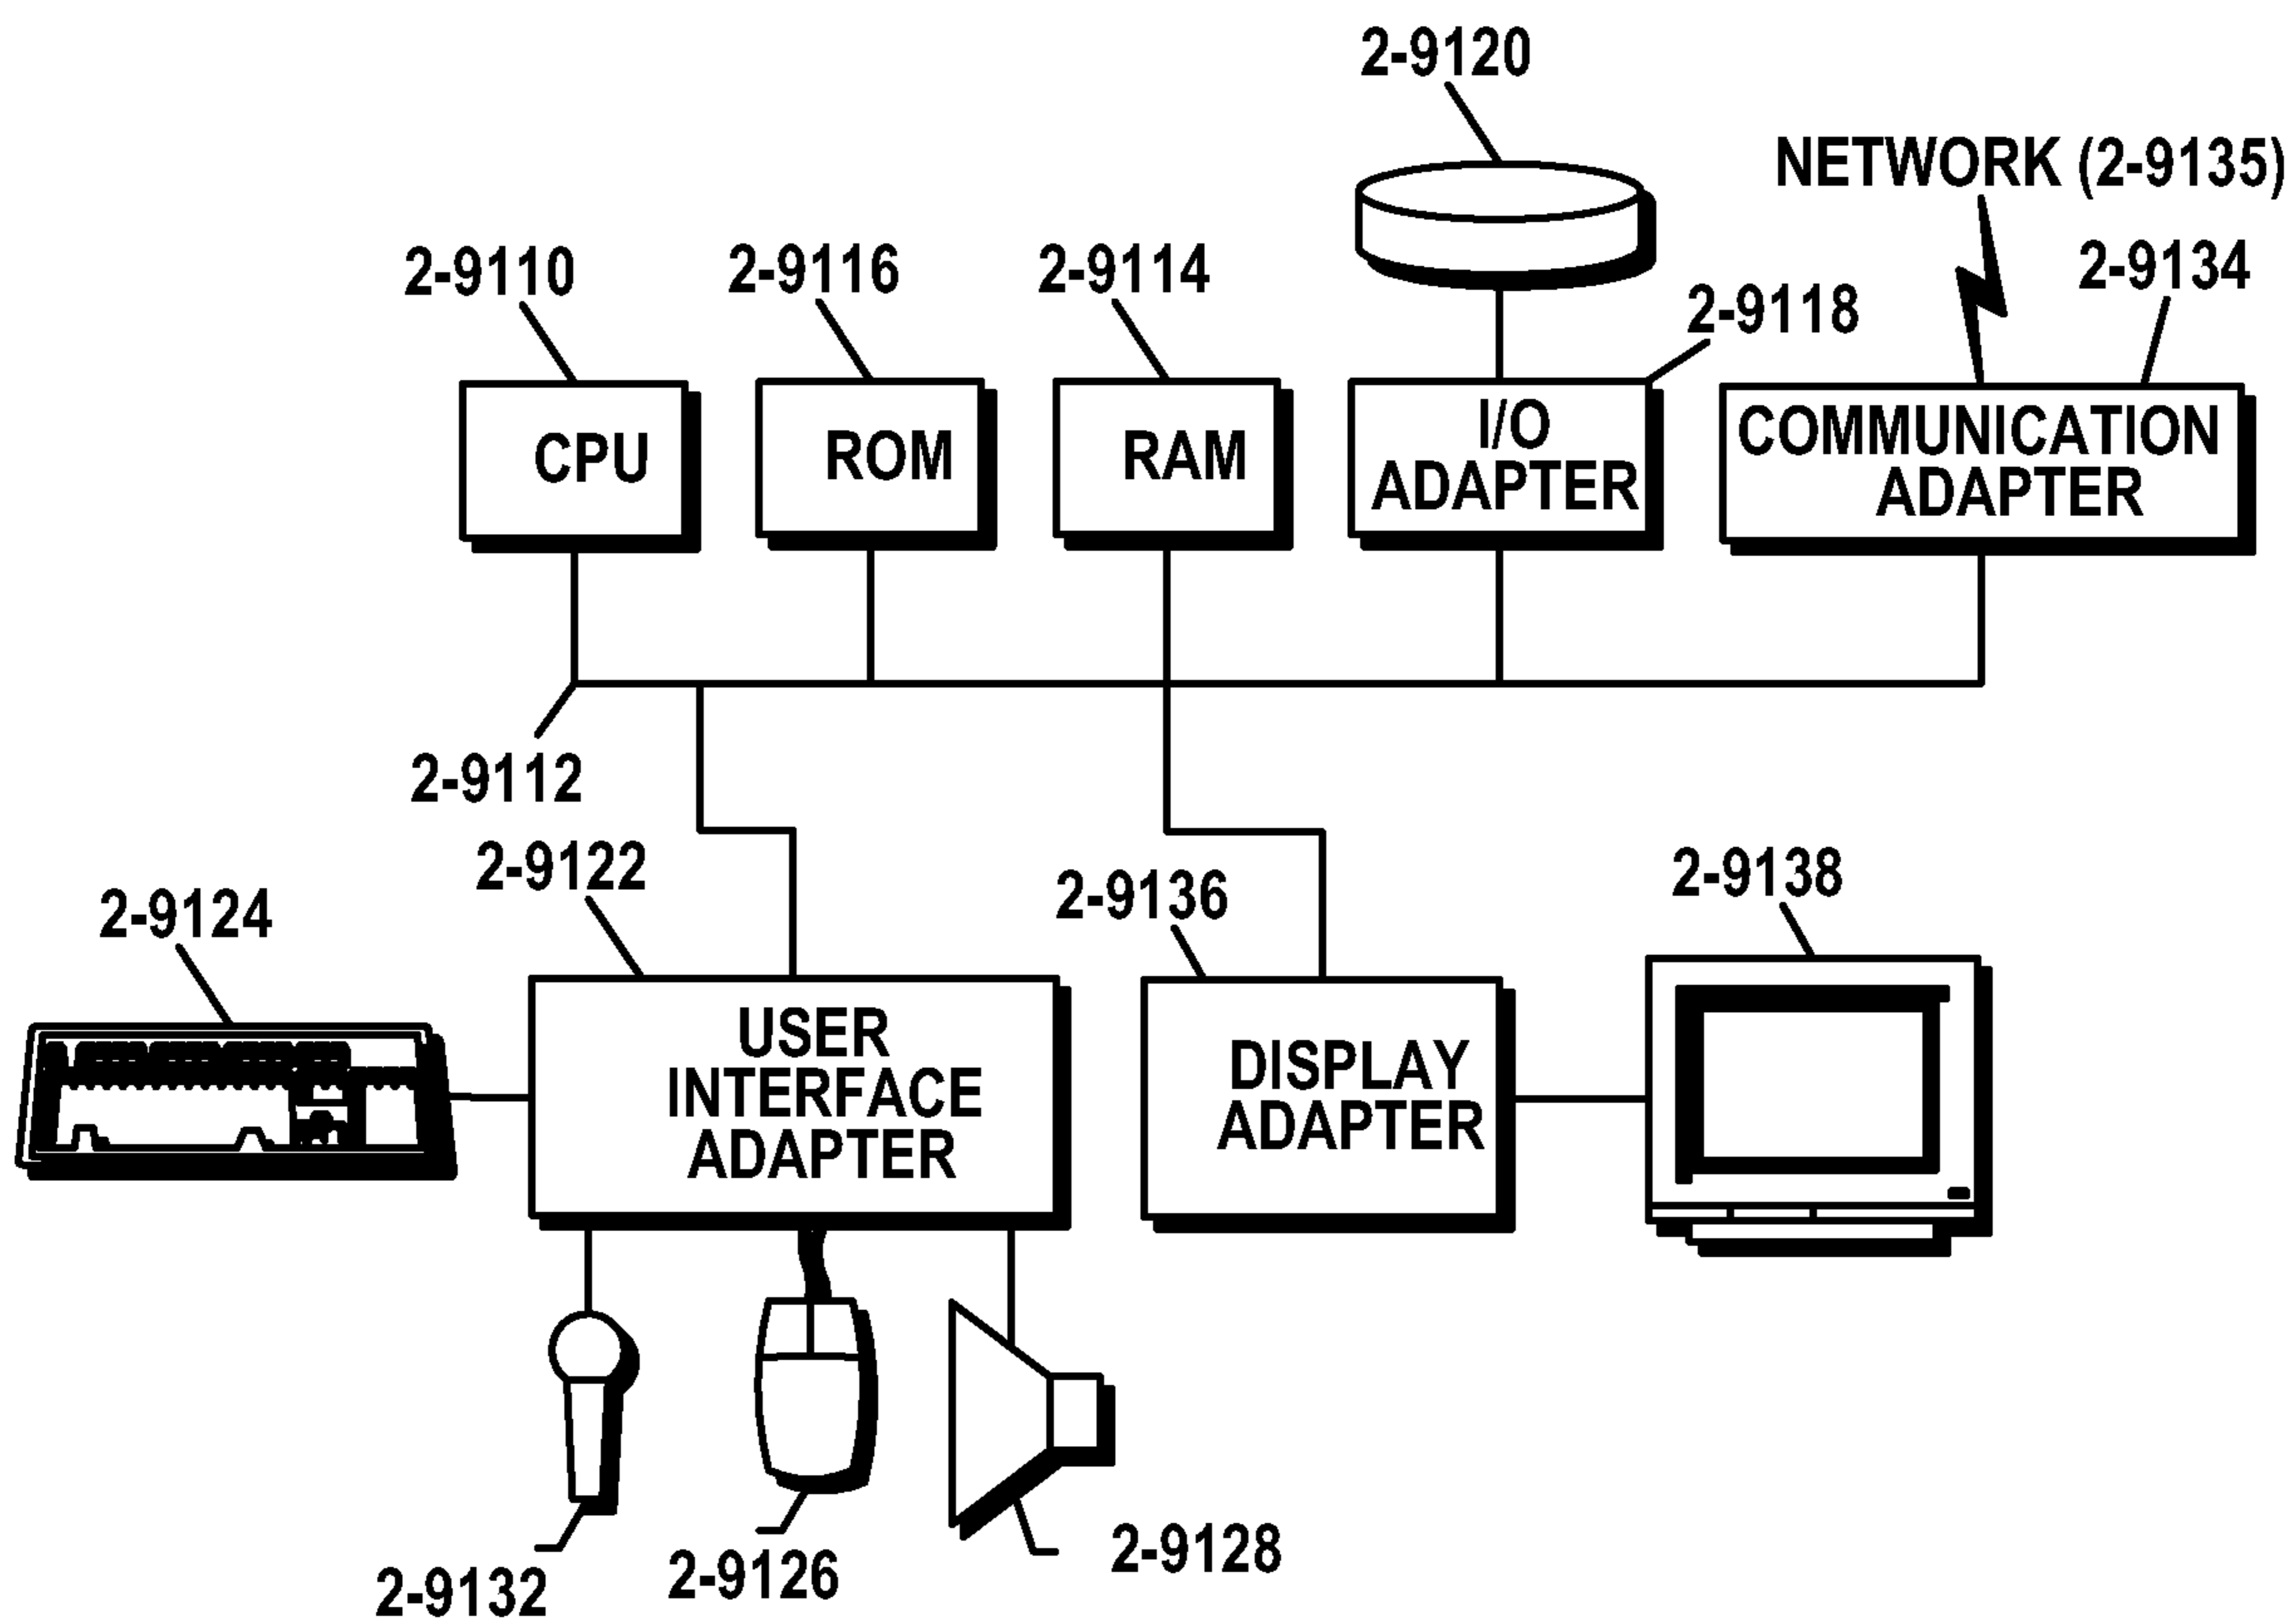 2-9120
NETWORK (2-9135)
2-9110
2-9116
2-9114
2-9118
2-9134
CPU
ROM
RAM
I/O
ADAPTER
COMMUNICATION
ADAPTER
2-9112
2-9122
2-9136
2-9138
2-9124
USER
INTERFACE
ADAPTER
DISPLAY
ADAPTER
2-9132
2-9126
2-9128